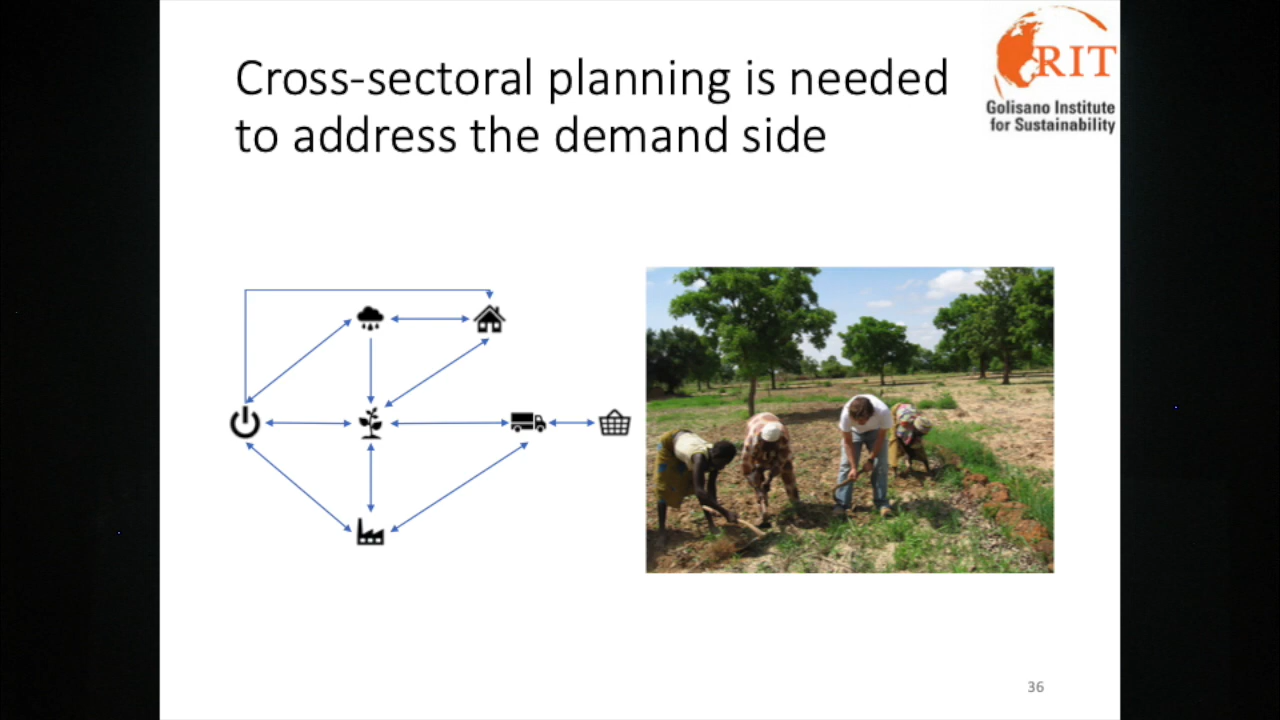 Cross-sectoral planning is needed
to address the demand side
RIT
Golisano Institute
for Sustainability
36